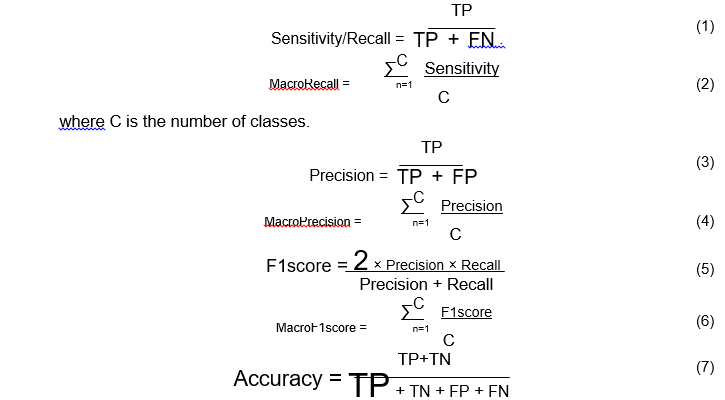 TP
Sensitivity/Recall = TP + FN. (1)
∑C n=1 Sensitivity
MacroRecall = (2)
C
where C is the number of classes.
TP
Precision = TP + FP (3)
∑C n=1 Precision
MacroPrecision = (4)
C
F1score = 2 × Precision × Recall (5)
Precision + Recall
∑C n=1 F1score
MacroF1score = (6)
C
TP+TN
Accuracy = TP + TN + FP + FN (7)